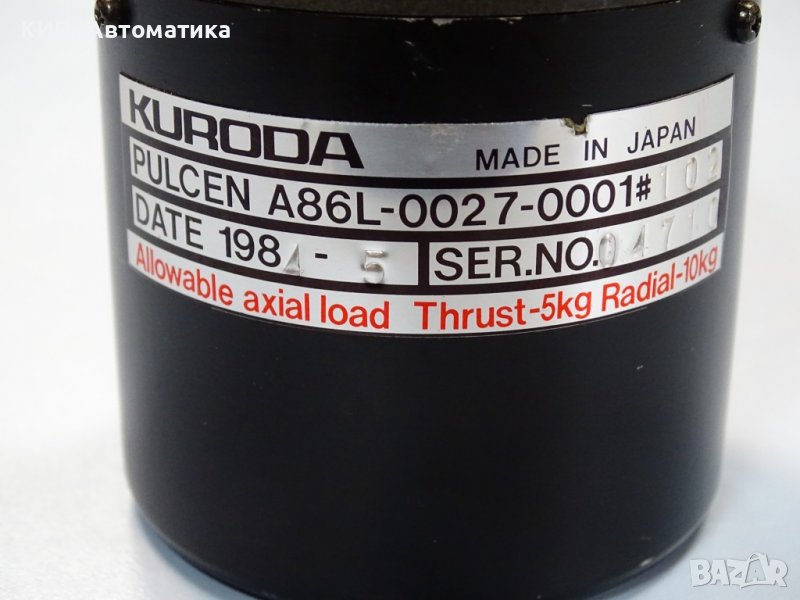 КИП Автоматика
KURODA MADE IN JAPAN
PULCEN A86L-0027-0001# 102
DATE 1984-5 SER.NO.
Allowable axial load Thrust-5kg Radial-10kg
BAZAR